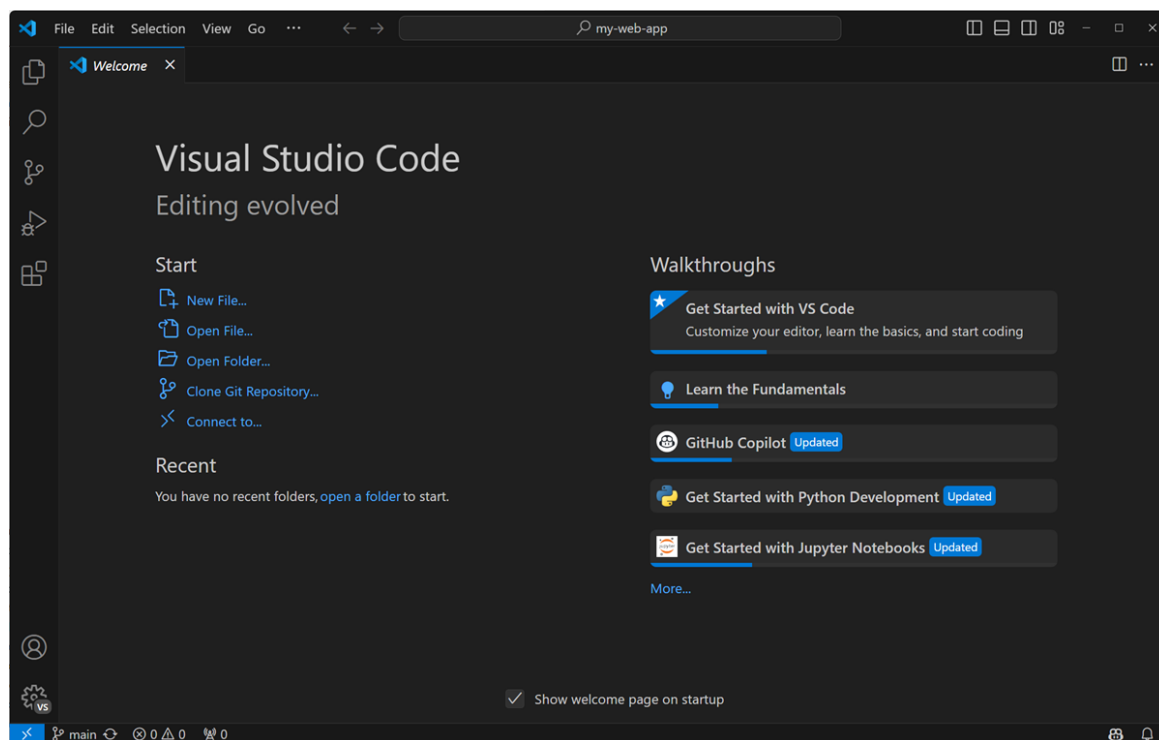 File Edit Selection View Go ··· my-web-app
Welcome
Visual Studio Code
Editing evolved
Start
New File...
Open File...
Open Folder...
Clone Git Repository...
Connect to...
Recent
You have no recent folders, open a folder to start.
Walkthroughs
Get Started with VS Code
Customize your editor, learn the basics, and start coding
Learn the Fundamentals
GitHub Copilot Updated
Get Started with Python Development Updated
Get Started with Jupyter Notebooks Updated
More...
Show welcome page on startup
VS
main 0 0 0